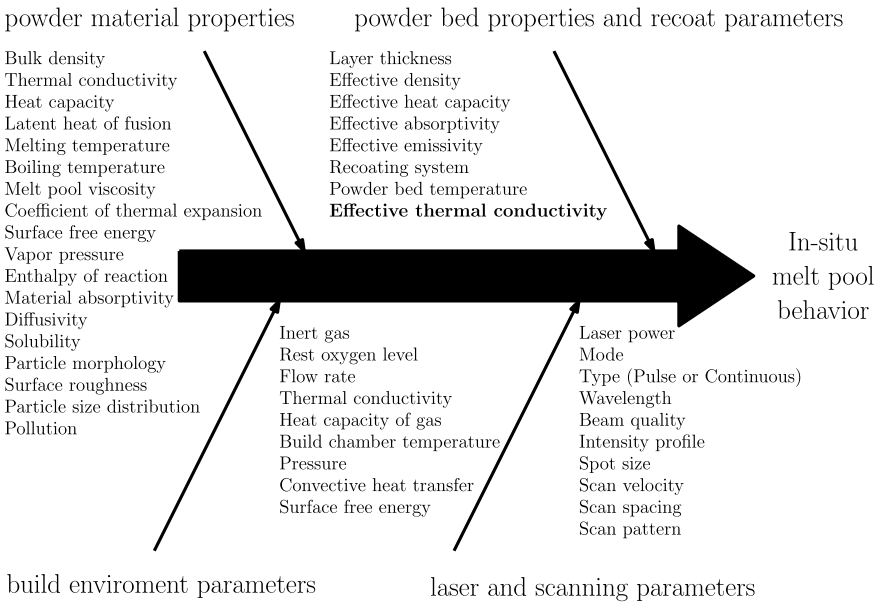 powder material properties
Bulk density
Thermal conductivity
Heat capacity
Latent heat of fusion
Melting temperature
Boiling temperature
Melt pool viscosity
Coefficient of thermal expansion
Surface free energy
Vapor pressure
Enthalpy of reaction
Material absorptivity
Diffusivity
Solubility
Particle morphology
Surface roughness
Particle size distribution
Pollution
powder bed properties and recoat parameters
Layer thickness
Effective density
Effective heat capacity
Effective absorptivity
Effective emissivity
Recoating system
Powder bed temperature
Effective thermal conductivity
In-situ
melt pool
behavior
Inert gas
Rest oxygen level
Flow rate
Thermal conductivity
Heat capacity of gas
Build chamber temperature
Pressure
Convective heat transfer
Surface free energy
build enviroment parameters
Laser power
Mode
Type (Pulse or Continuous)
Wavelength
Beam quality
Intensity profile
Spot size
Scan velocity
Scan spacing
Scan pattern
laser and scanning parameters